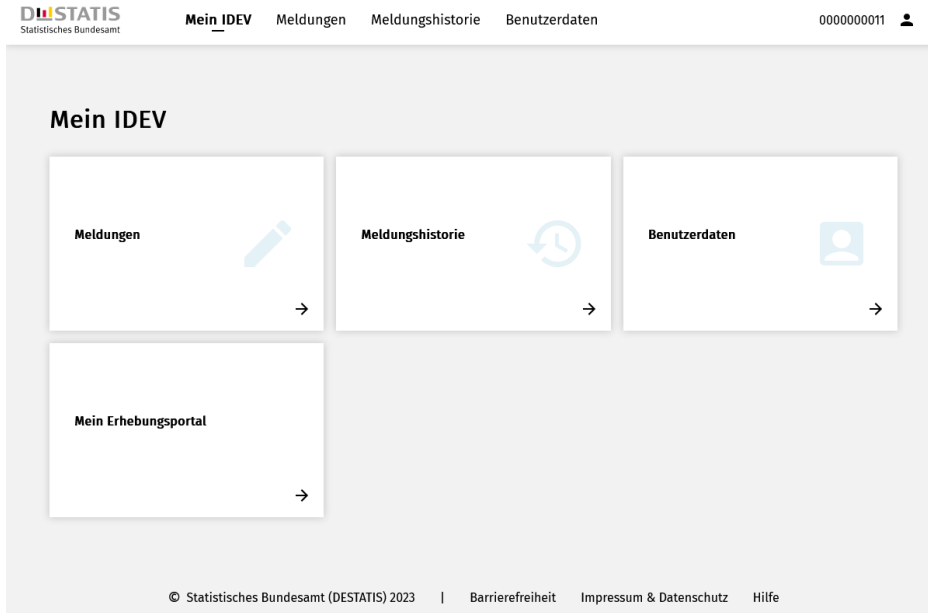 DESTATIS
Statistisches Bundesamt
Mein IDEV Meldungen Meldungshistorie Benutzerdaten 0000000011
Mein IDEV
Meldungen Meldungshistorie Benutzerdaten
Mein Erhebungsportal
© Statistisches Bundesamt (DESTATIS) 2023 | Barrierefreiheit Impressum & Datenschutz Hilfe